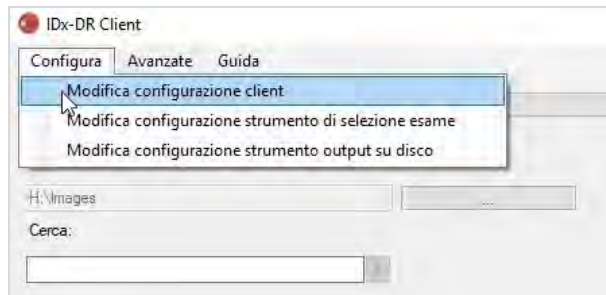 IDx-DR Client
Configura Avanzate Guida
Modifica configurazione client
Modifica configurazione strumento di selezione esame
Modifica configurazione strumento output su disco
H:\Images
...
Cerca: